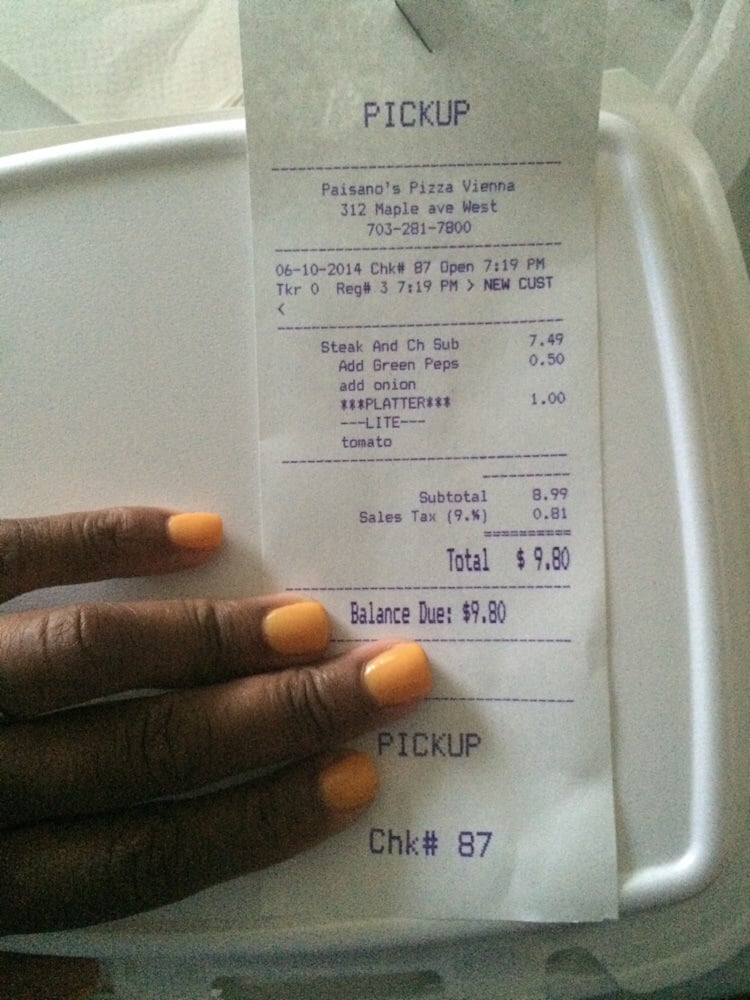 PICKUP
Paisano's Pizza Vienna
312 Maple ave West
703-281-7800
06-10-2014 Chk# 87 Open 7:19 PM
Tkr 0 Reg# 3 7:19 PM > NEW CUST
<
Steak And Ch Sub 7.49
Add Green Peps 0.50
add onion
***PLATTER*** 1.00
---LITE---
tomato
Subtotal 8.99
Sales Tax (9.%) 0.81
Total $ 9.80
Balance Due: $9.80
PICKUP
Chk# 87